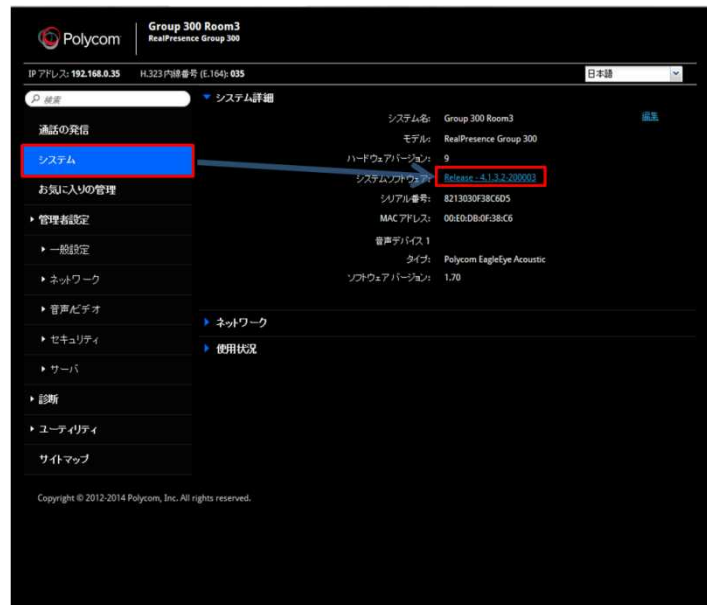 Polycom
Group 300 Room3
RealPresence Group 300
IP アドレス: 192.168.0.35 H.323 内線番号 (E.164): 035
日本語
検索
通話の発信
システム
お気に入りの管理
管理者設定
一般設定
ネットワーク
音声/ビデオ
セキュリティ
サーバ
診断
ユーティリティ
サイトマップ
システム詳細
システム名: Group 300 Room3 編集
モデル: RealPresence Group 300
ハードウェアバージョン: 9
システムソフトウェア: Release - 4.1.3.2-200003
シリアル番号: 8213030F38C6D5
MAC アドレス: 00:E0:DB:0F:38:C6
音声デバイス 1
タイプ: Polycom EagleEye Acoustic
ソフトウェア バージョン: 1.70
ネットワーク
使用状況
Copyright © 2012-2014 Polycom, Inc. All rights reserved.